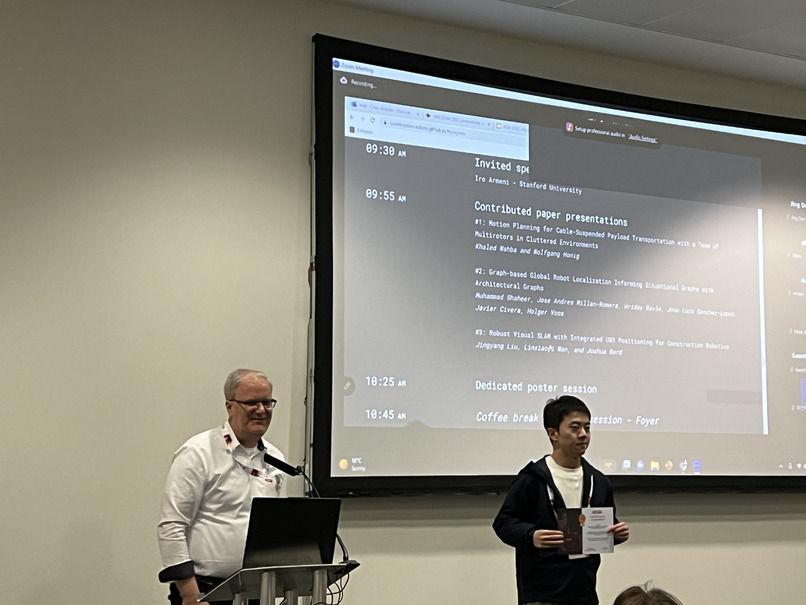 Zoom Meeting
Recording...
Setup professional audio in "Audio Settings"
09:30 AM
Invited spe
Iro Armeni - Stanford University
09:55 AM
Contributed paper presentations
#1: Motion Planning for Cable-Suspended Payload Transportation with a Team of
Multirotors in Cluttered Environments
Khaled Wahba and Wolfgang Honig
#2: Graph-based Global Robot Localization Informing Situational Graphs with
Architectural Graphs
Muhammad Shaheer, Jose Andres Millan-Romera, Hriday Bavle, Jose Luis Sanchez-Lopez,
Javier Civera, Holger Voos
#3: Robust Visual SLAM with Integrated UWB Positioning for Construction Robotics
Jingyang Liu, and Joshua Bard
10:25 AM
Dedicated poster session
10:45 AM
Coffee break ession - Foyer
16°C
Sunny